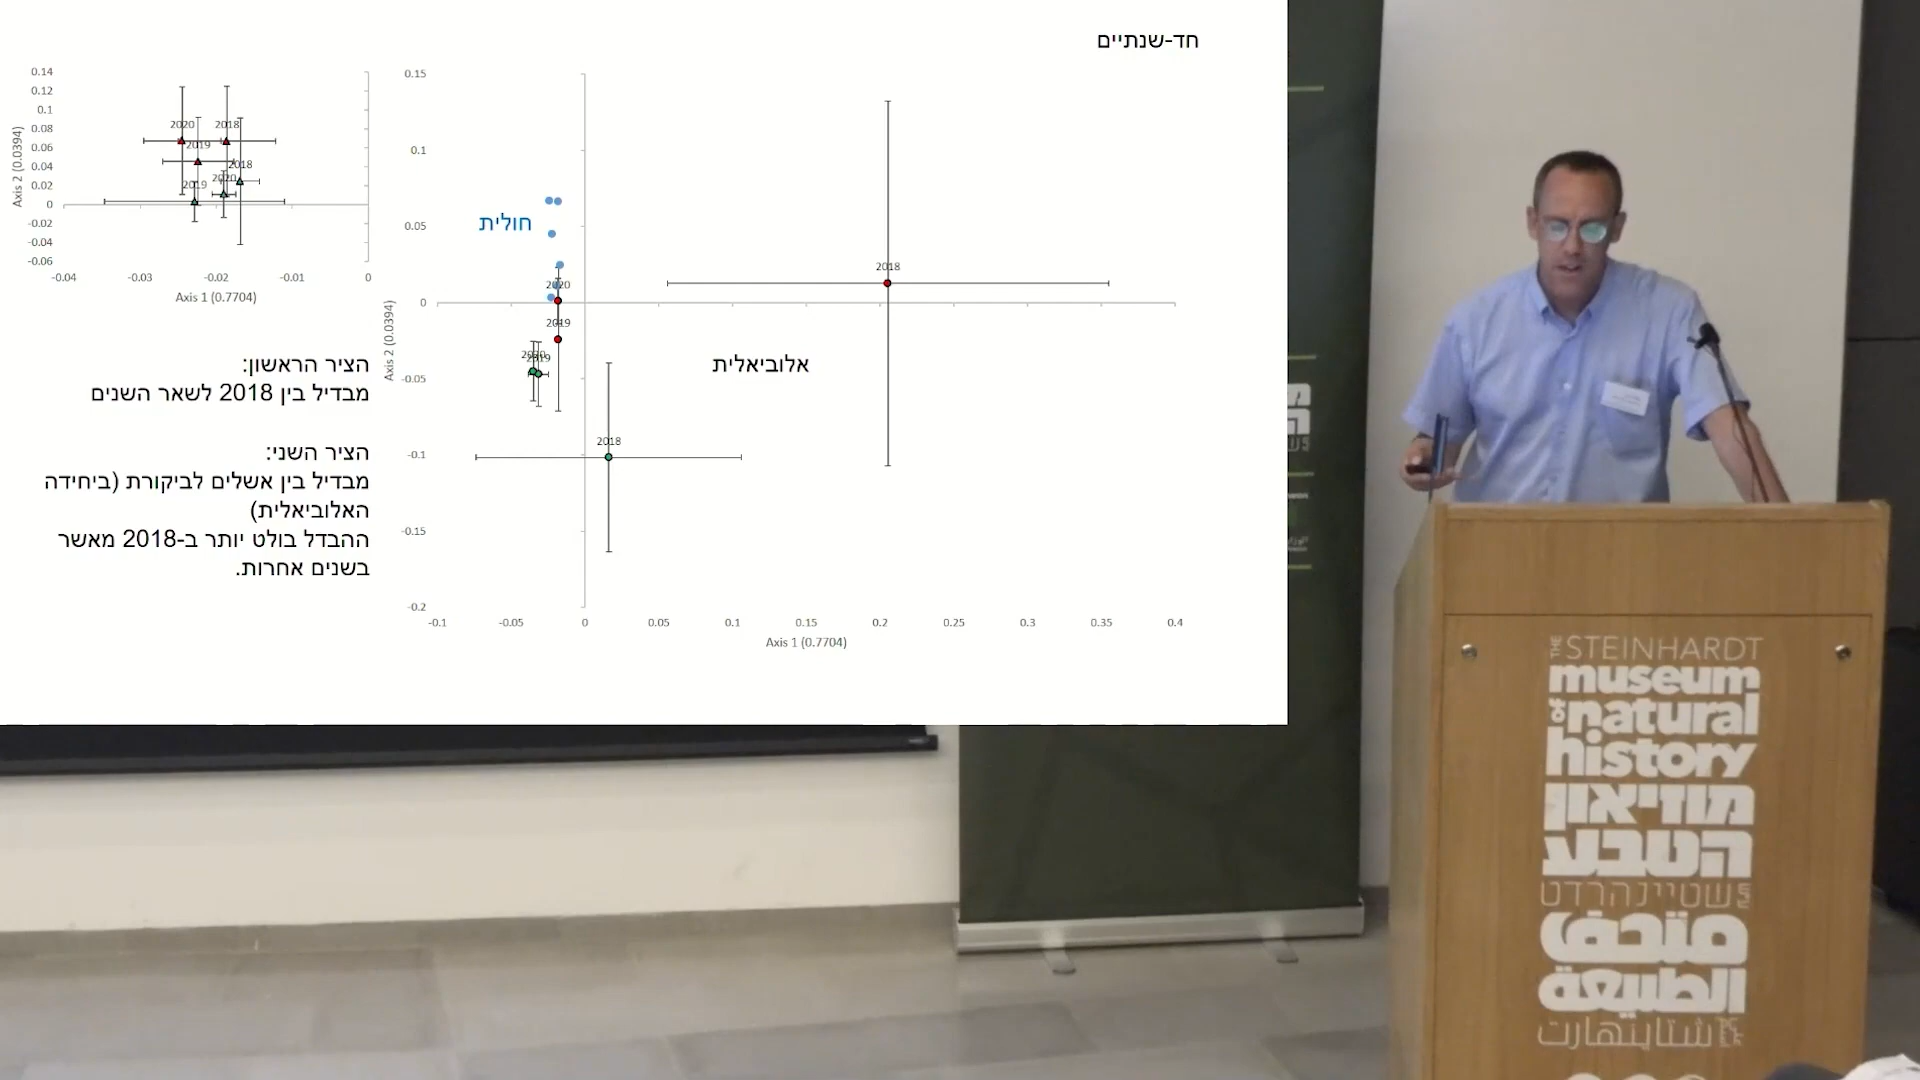 חד-שנתיים
0.14
0.12
0.1
0.08
0.06
0.04
0.02
0
-0.02
-0.04
-0.06
Axis 2 (0.0394)
2020
2018
2019
2018
2020
2019
-0.04
-0.03
-0.02
-0.01
0
Axis 1 (0.7704)
הציר הראשון:
מבדיל בין 2018 לשאר השנים
הציר השני:
מבדיל בין אשלים לביקורת (ביחידה
האלוביאלית)
ההבדל בולט יותר ב-2018 מאשר
בשנים אחרות.
0.15
0.1
0.05
0
-0.05
-0.1
-0.15
-0.2
Axis 2 (0.0394)
חולית
2018
2020
2019
2020
2019
אלוביאלית
2018
-0.1
-0.05
0
0.05
0.1
0.15
0.2
0.25
0.3
0.35
0.4
Axis 1 (0.7704)
THE STEINHARDT
museum
of natural
history
מוזיאון
הטבע
ע"ש שטיינהרדט
متحف
الطبيعة
شتاينهارت